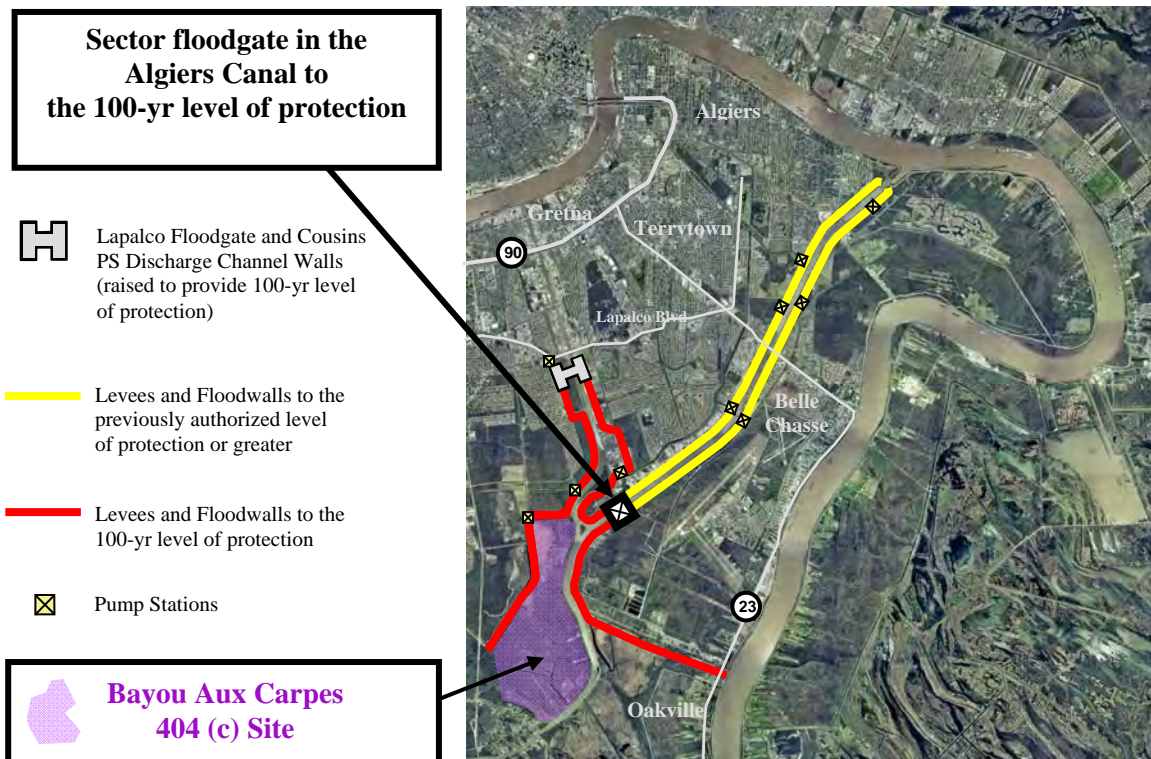 Sector floodgate in the
Algiers Canal to
the 100-yr level of protection
Lapalco Floodgate and Cousins
PS Discharge Channel Walls
(raised to provide 100-yr level
of protection)
Levees and Floodwalls to the
previously authorized level
of protection or greater
Levees and Floodwalls to the
100-yr level of protection
Pump Stations
Bayou Aux Carpes
404 (c) Site
Algiers
Gretna
Terrytown
90
Lapalco Blvd
Belle
Chasse
23
Oakville